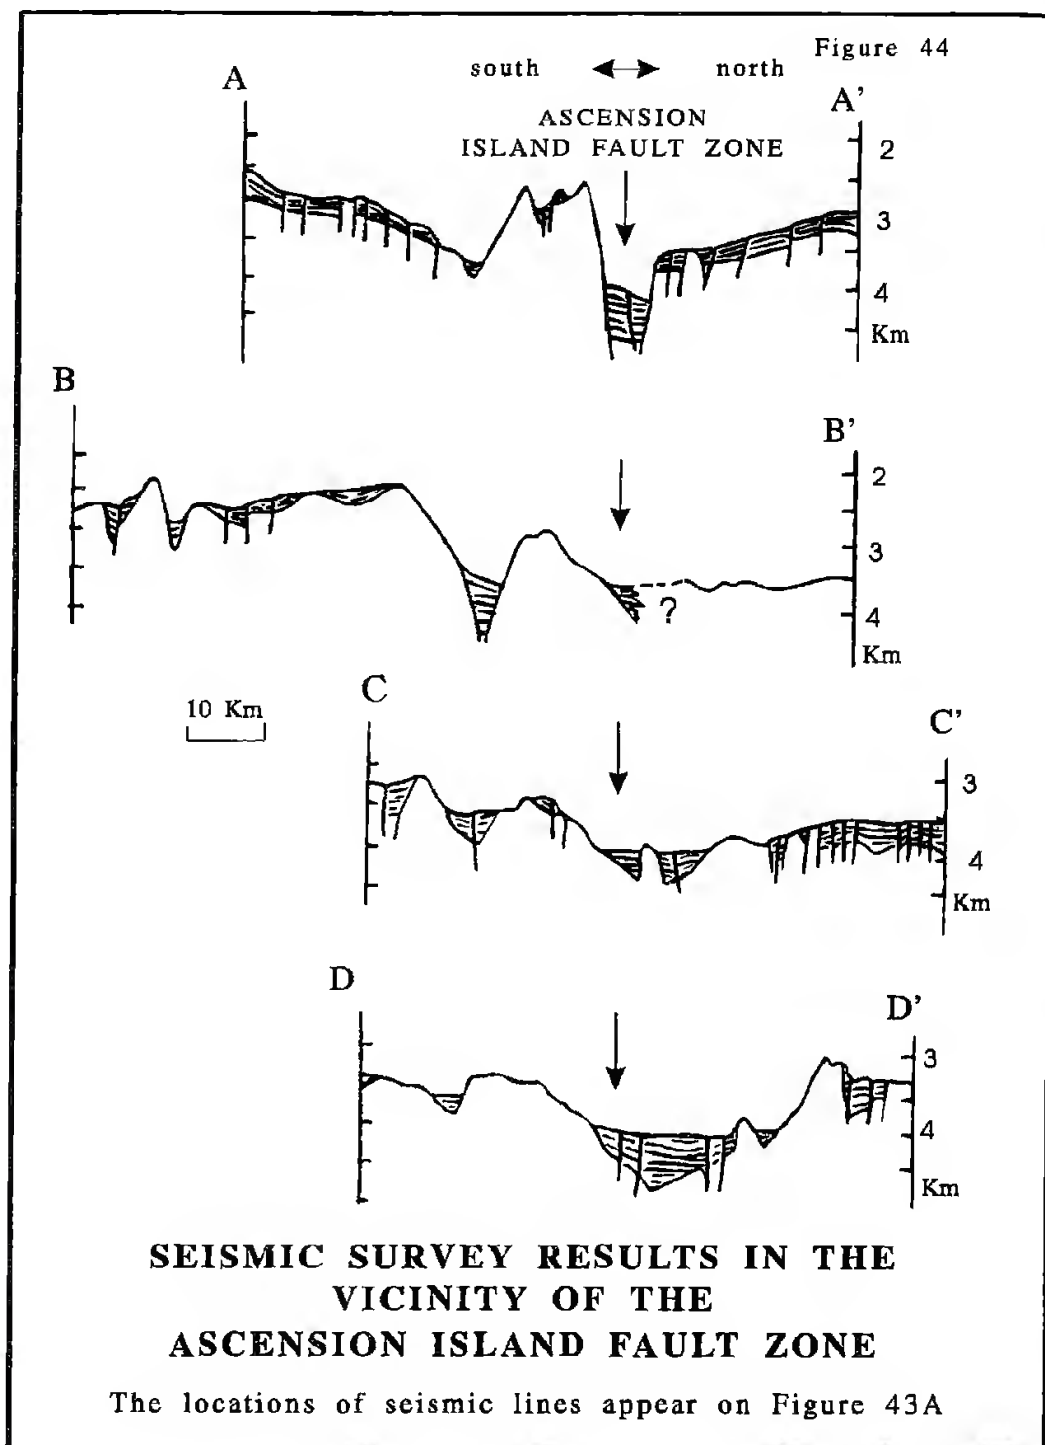 Figure 44
south north
ASCENSION
ISLAND FAULT ZONE
A
A'
2
3
4
Km
B
B'
2
3
4
Km
?
10 Km
C
C'
3
4
Km
D
D'
3
4
Km
SEISMIC SURVEY RESULTS IN THE
VICINITY OF THE
ASCENSION ISLAND FAULT ZONE
The locations of seismic lines appear on Figure 43A